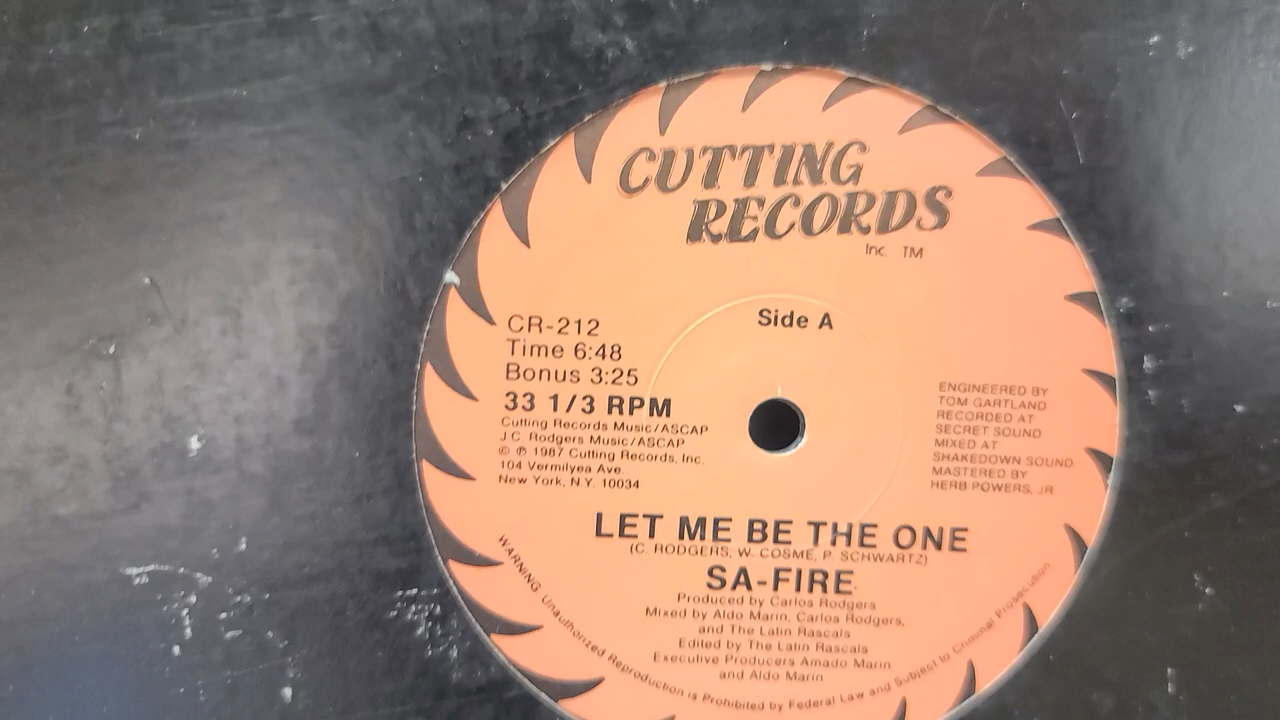 CUTTING
RECORDS
Inc. TM
Side A
CR-212
Time 6:48
Bonus 3:25
33 1/3 RPM
Cutting Records Music/ASCAP
J.C. Rodgers Music/ASCAP
© ℗ 1987 Cutting Records, Inc.
104 Vermilyea Ave.
New York, N.Y. 10034
ENGINEERED BY
TOM GARTLAND
RECORDED AT
SECRET SOUND
MIXED AT
SHAKEDOWN SOUND
MASTERED BY
HERB POWERS, JR.
LET ME BE THE ONE
(C. RODGERS, W. COSME, P. SCHWARTZ)
SA-FIRE
Produced by Carlos Rodgers
Mixed by Aldo Marin, Carlos Rodgers,
and The Latin Rascals
Edited by The Latin Rascals
Executive Producers Amado Marin
and Aldo Marin
WARNING Unauthorized Reproduction is Prohibited by Federal Law and Subject to Criminal Prosecution